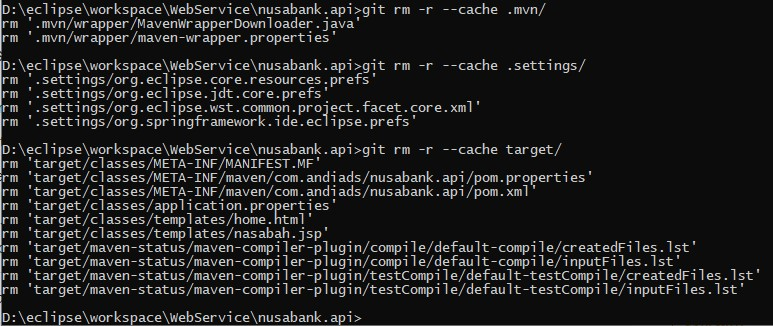 D:\eclipse\workspace\WebService\nusabank.api>git rm -r --cache .mvn/
rm '.mvn/wrapper/MavenWrapperDownloader.java'
rm '.mvn/wrapper/maven-wrapper.properties'
D:\eclipse\workspace\WebService\nusabank.api>git rm -r --cache .settings/
rm '.settings/org.eclipse.core.resources.prefs'
rm '.settings/org.eclipse.jdt.core.prefs'
rm '.settings/org.eclipse.wst.common.project.facet.core.xml'
rm '.settings/org.springframework.ide.eclipse.prefs'
D:\eclipse\workspace\WebService\nusabank.api>git rm -r --cache target/
rm 'target/classes/META-INF/MANIFEST.MF'
rm 'target/classes/META-INF/maven/com.andiads/nusabank.api/pom.properties'
rm 'target/classes/META-INF/maven/com.andiads/nusabank.api/pom.xml'
rm 'target/classes/application.properties'
rm 'target/classes/templates/home.html'
rm 'target/classes/templates/nasabah.jsp'
rm 'target/maven-status/maven-compiler-plugin/compile/default-compile/createdFiles.lst'
rm 'target/maven-status/maven-compiler-plugin/compile/default-compile/inputFiles.lst'
rm 'target/maven-status/maven-compiler-plugin/testCompile/default-testCompile/createdFiles.lst'
rm 'target/maven-status/maven-compiler-plugin/testCompile/default-testCompile/inputFiles.lst'
D:\eclipse\workspace\WebService\nusabank.api>